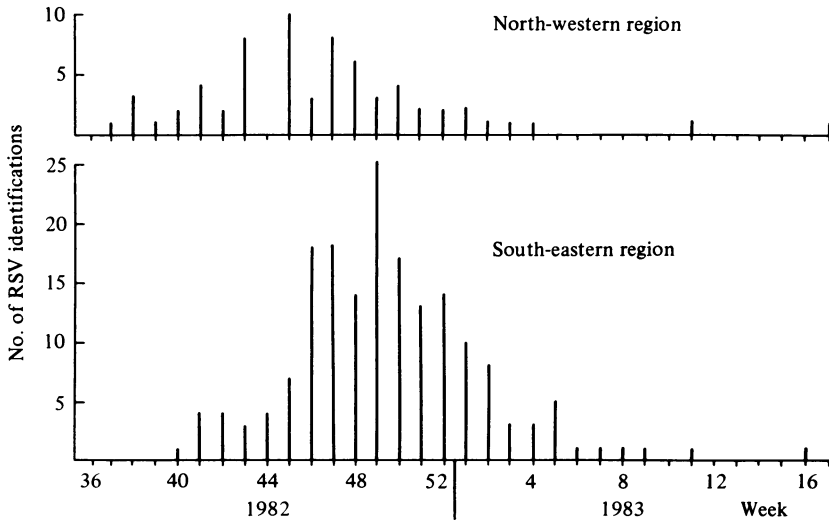 10
North-western region
5
No. of RSV identifications
25
20
South-eastern region
15
10
5
36 40 44 48 52 4 8 12 16
1982 1983 Week